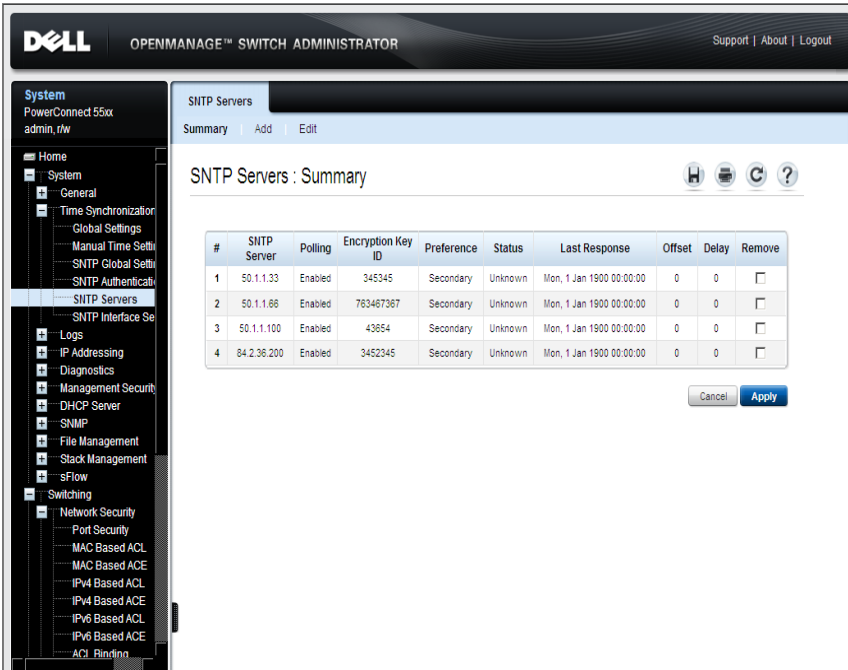 DELL
OPENMANAGE™ SWITCH ADMINISTRATOR
Support | About | Logout
System
PowerConnect 55xx
admin, r/w
Home
System
General
Time Synchronization
Global Settings
Manual Time Settin
SNTP Global Settin
SNTP Authenticatio
SNTP Servers
SNTP Interface Se
Logs
IP Addressing
Diagnostics
Management Security
DHCP Server
SNMP
File Management
Stack Management
sFlow
Switching
Network Security
Port Security
MAC Based ACL
MAC Based ACE
IPv4 Based ACL
IPv4 Based ACE
IPv6 Based ACL
IPv6 Based ACE
ACL Binding
SNTP Servers
Summary Add Edit
SNTP Servers : Summary
# SNTP Server Polling Encryption Key ID Preference Status Last Response Offset Delay Remove
1 50.1.1.33 Enabled 345345 Secondary Unknown Mon, 1 Jan 1900 00:00:00 0 0
2 50.1.1.66 Enabled 763467367 Secondary Unknown Mon, 1 Jan 1900 00:00:00 0 0
3 50.1.1.100 Enabled 43654 Secondary Unknown Mon, 1 Jan 1900 00:00:00 0 0
4 84.2.36.200 Enabled 3452345 Secondary Unknown Mon, 1 Jan 1900 00:00:00 0 0
Cancel Apply